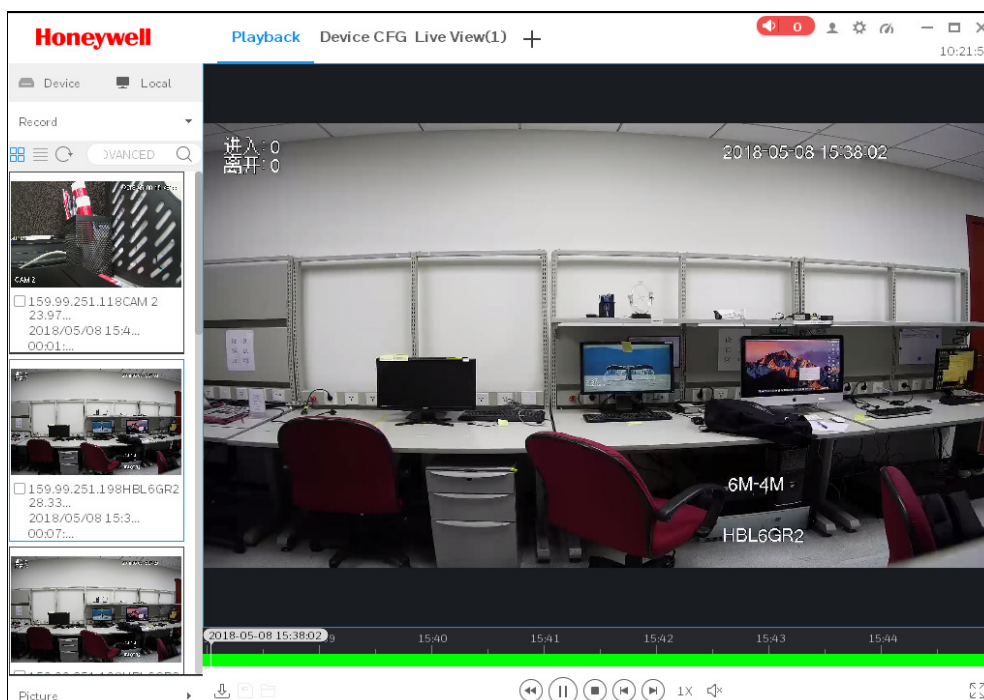 Honeywell
Playback
Device CFG
Live View(1)
0
10:21:5
Device
Local
Record
OVANCED
CAM 2
159.99.251.118CAM 2
23.97...
2018/05/08 15:4...
00:01:...
159.99.251.198HBL6GR2
28.33...
2018/05/08 15:3...
00:07:...
Picture
进入:0
离开:0
2018-05-08 15:38:02
6M-4M
HBL6GR2
2018-05-08 15:38:02
9
15:40
15:41
15:42
15:43
15:44
1X